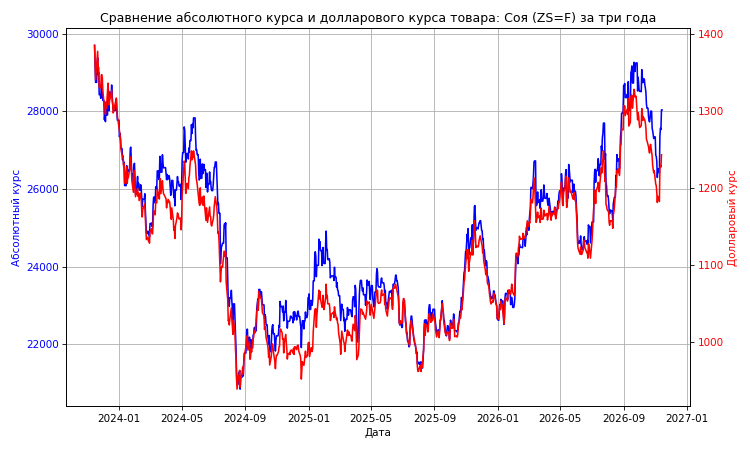 Сравнение абсолютного курса и долларового курса товара: Соя (ZS=F) за три года
30000
28000
26000
24000
22000
Абсолютный курс
1400
1300
1200
1100
1000
Долларовый курс
2024-01 2024-05 2024-09 2025-01 2025-05 2025-09 2026-01 2026-05 2026-09 2027-01
Дата